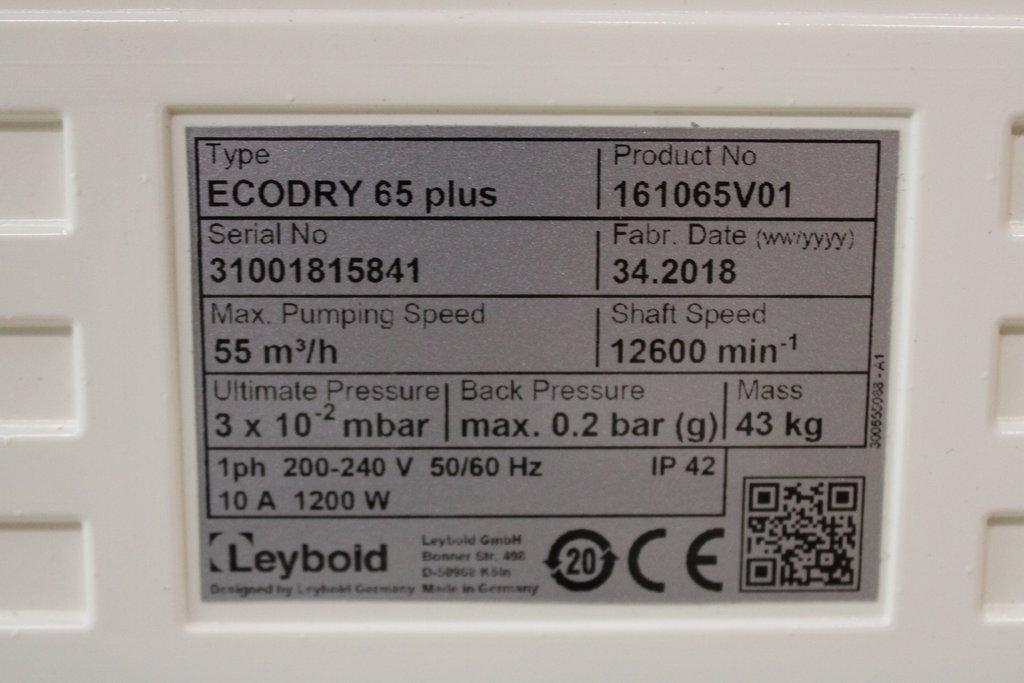 Type
ECODRY 65 plus
Product No
161065V01
Serial No
31001815841
Fabr. Date (ww/yyyy)
34.2018
Max. Pumping Speed
55 m³/h
Shaft Speed
12600 min⁻¹
Ultimate Pressure
3 x 10⁻² mbar
Back Pressure
max. 0.2 bar (g)
Mass
43 kg
1ph 200-240 V 50/60 Hz IP 42
10 A 1200 W
Leybold
Designed by Leybold Germany
Leybold GmbH
Bonner Str. 498
D-50968 Köln
Made in Germany
20
CE